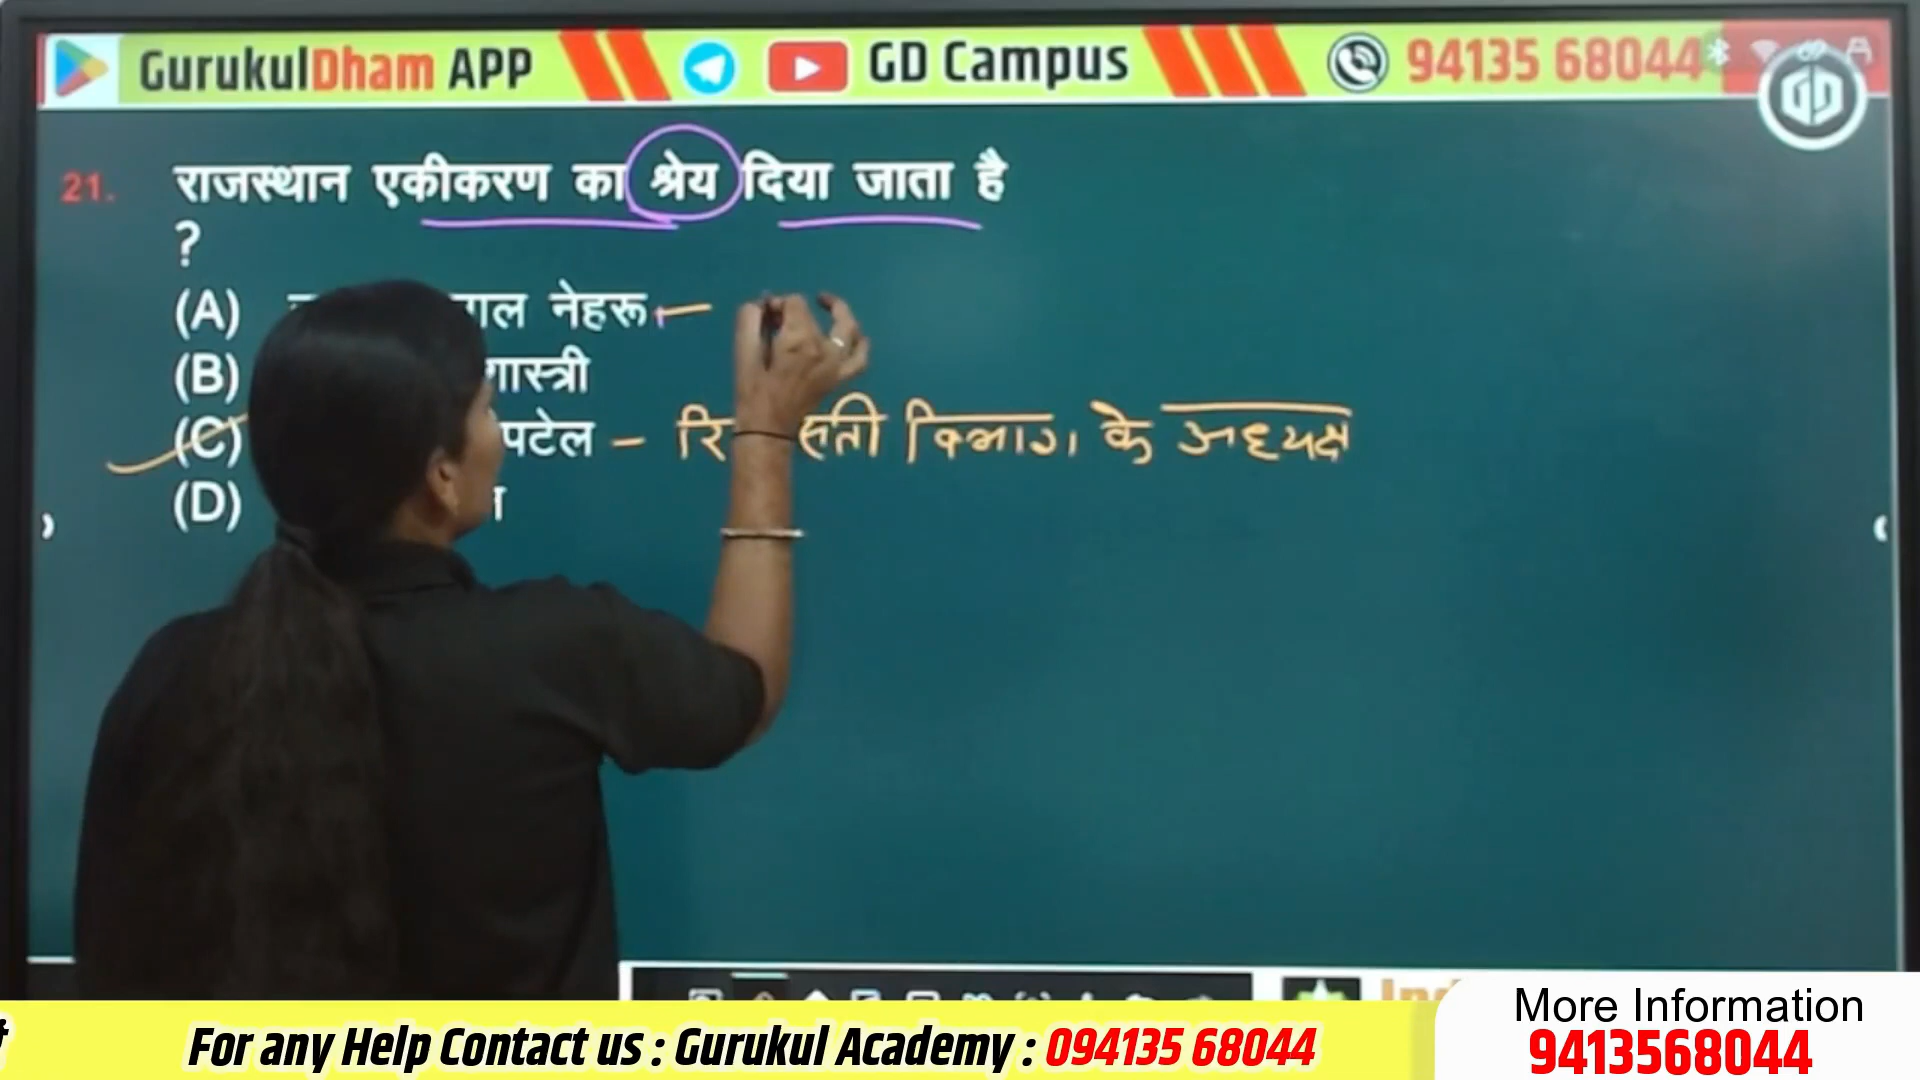 GurukulDham APP GD Campus 94135 68044
21. राजस्थान एकीकरण का श्रेय दिया जाता है
?
(A) नेहरू –
(B) शास्त्री
(C) पटेल – विभाग के अध्यक्ष
(D)
For any Help Contact us : Gurukul Academy : 094135 68044
More Information
9413568044